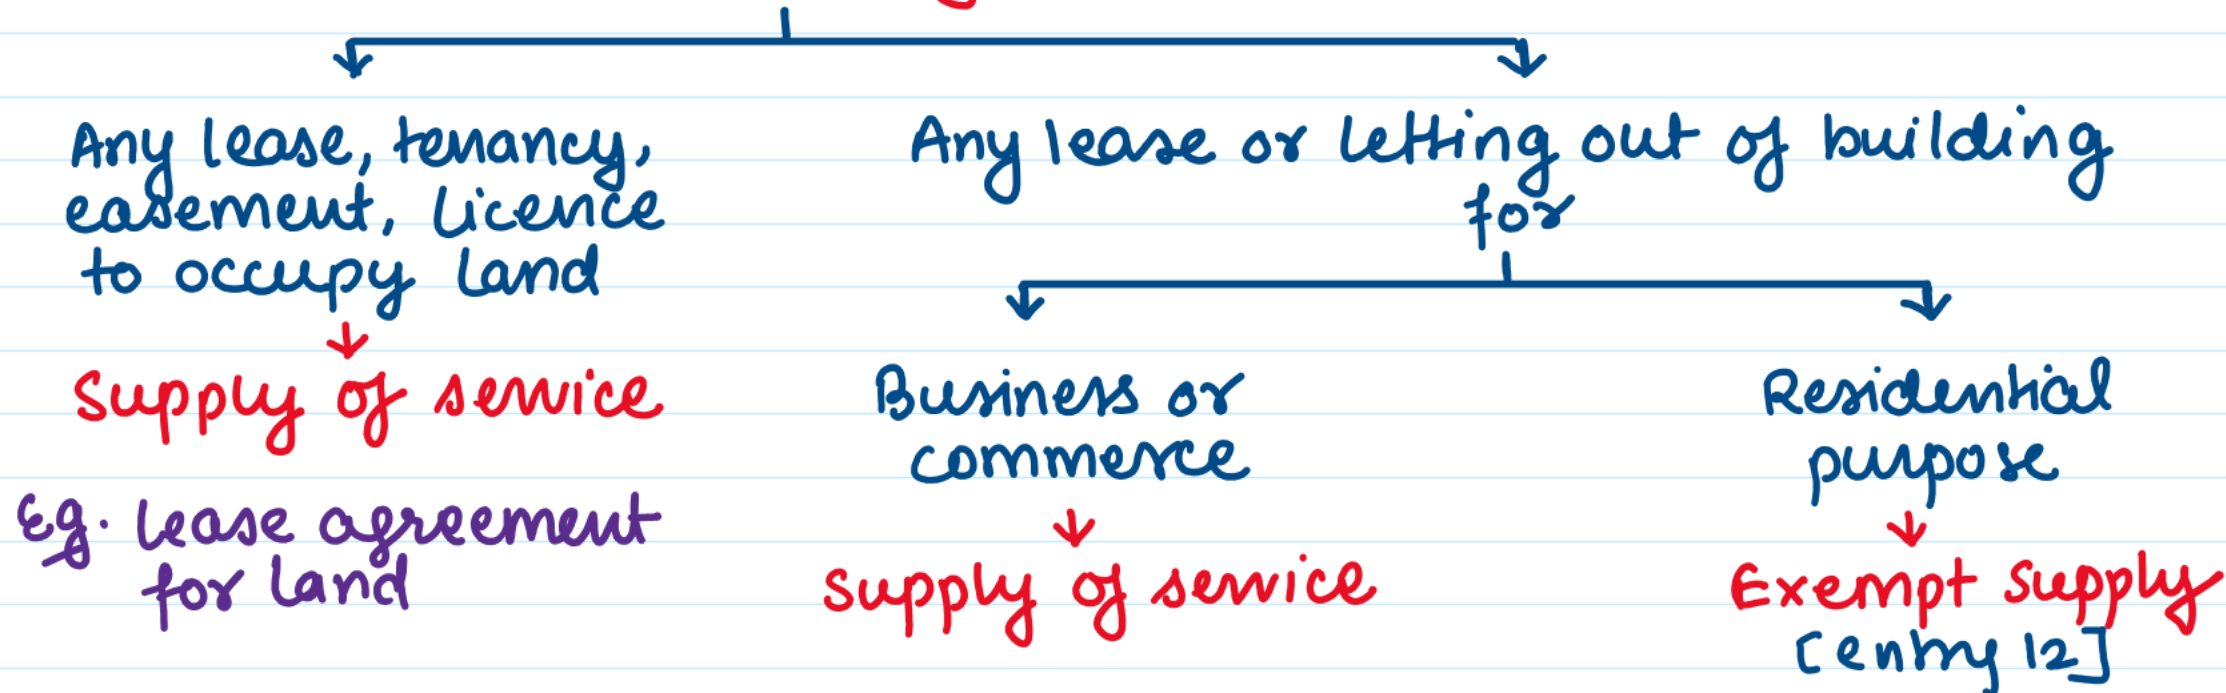 Any lease, tenancy,
easement, licence
to occupy land
Supply of service
Eg. Lease agreement
for land
Any lease or letting out of building
for
Business or
commerce
Supply of service
Residential
purpose
Exempt supply
[entry 12]